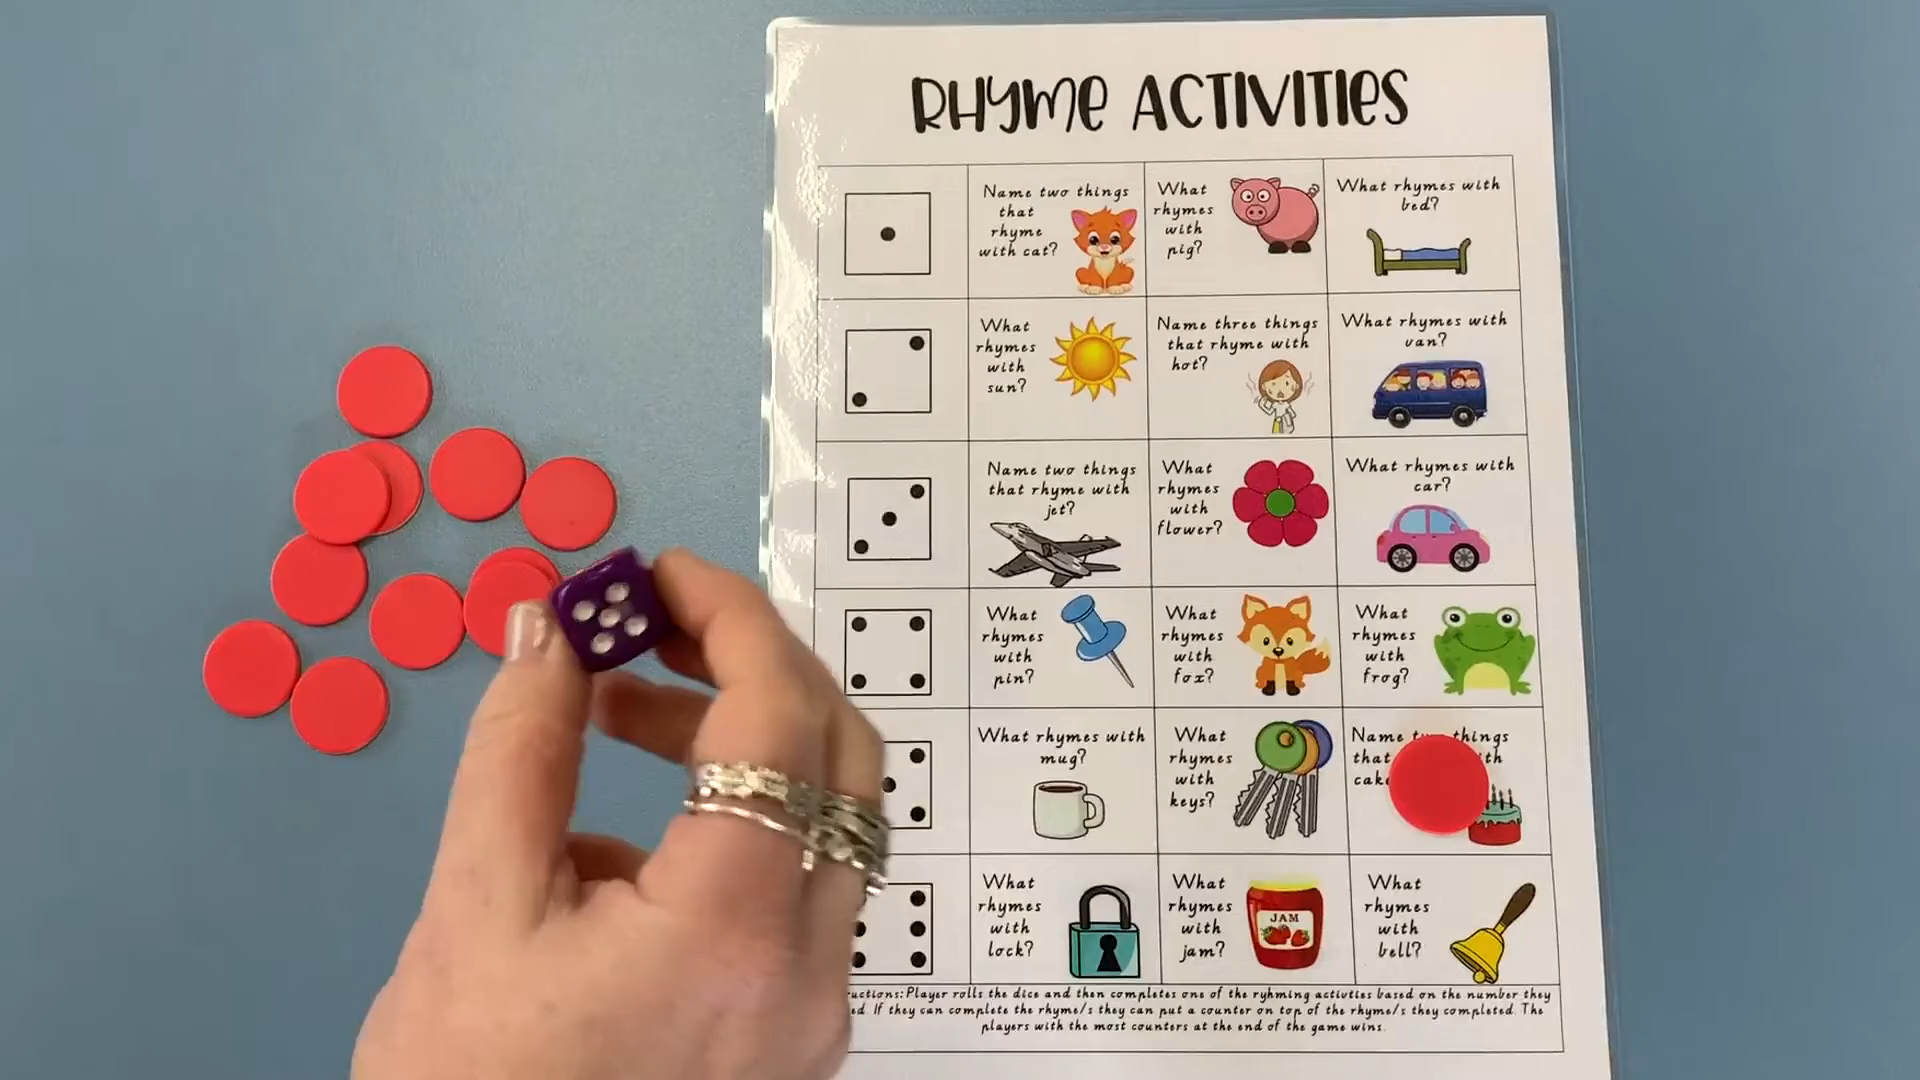 RHYME ACTIVITIES
Name two things
that
rhyme
with cat?
What
rhymes
with
pig?
What rhymes with
bed?
What
rhymes
with
sun?
Name three things
that rhyme with
hot?
What rhymes with
van?
Name two things
that rhyme with
jet?
What
rhymes
with
flower?
What rhymes with
car?
What
rhymes
with
pin?
What
rhymes
with
fox?
What
rhymes
with
frog?
What rhymes with
mug?
What
rhymes
with
keys?
Name things
that
What
rhymes
with
lock?
What
rhymes
with
jam?
JAM
What
rhymes
with
bell?
uctions: Player rolls the dice and then completes one of the ryhming activties based on the number they
ed. If they can complete the rhyme/s they can put a counter on top of the rhyme/s they completed. The
players with the most counters at the end of the game wins.